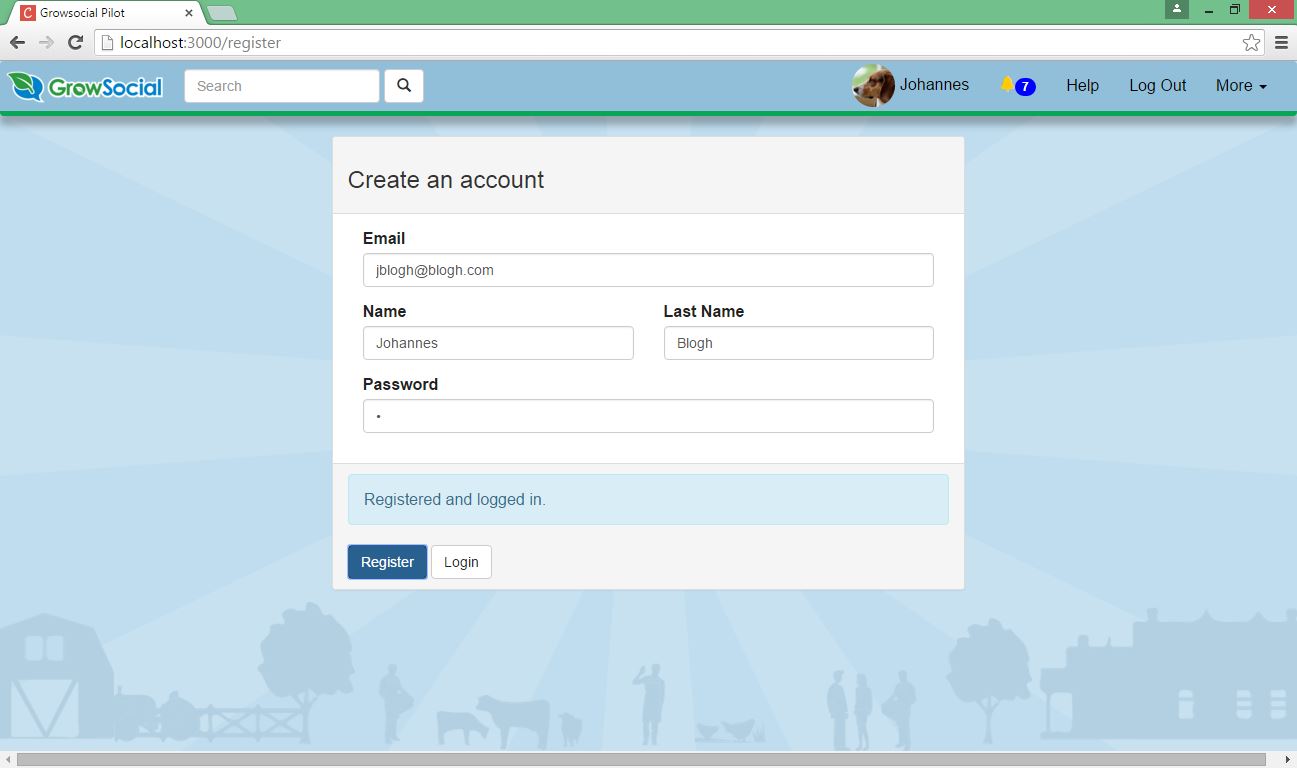 C Growsocial Pilot
localhost:3000/register
GrowSocial Search Johannes 7 Help Log Out More
Create an account
Email
jblogh@blogh.com
Name Last Name
Johannes Blogh
Password
•
Registered and logged in.
Register Login